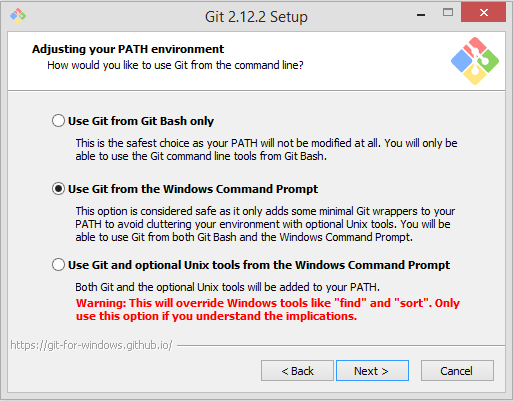 Git 2.12.2 Setup
Adjusting your PATH environment
How would you like to use Git from the command line?
Use Git from Git Bash only
This is the safest choice as your PATH will not be modified at all. You will only be
able to use the Git command line tools from Git Bash.
Use Git from the Windows Command Prompt
This option is considered safe as it only adds some minimal Git wrappers to your
PATH to avoid cluttering your environment with optional Unix tools. You will be
able to use Git from both Git Bash and the Windows Command Prompt.
Use Git and optional Unix tools from the Windows Command Prompt
Both Git and the optional Unix tools will be added to your PATH.
Warning: This will override Windows tools like "find" and "sort". Only
use this option if you understand the implications.
https://git-for-windows.github.io/
< Back Next > Cancel